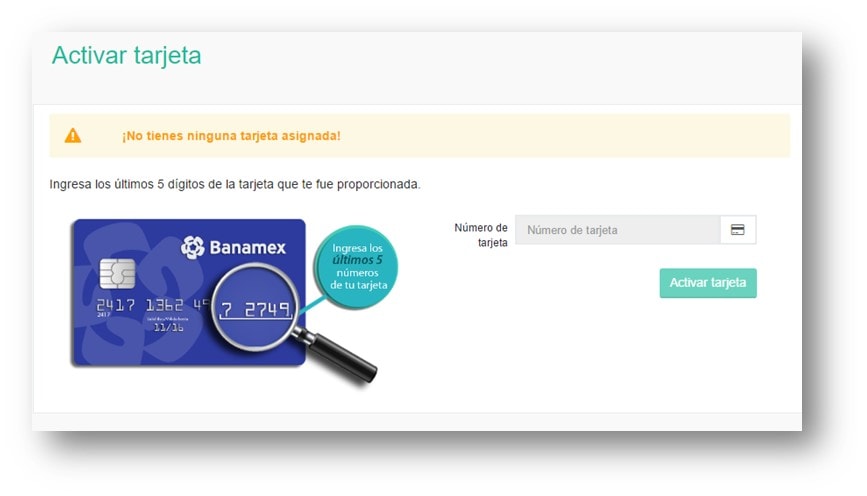 Activar tarjeta
¡No tienes ninguna tarjeta asignada!
Ingresa los últimos 5 dígitos de la tarjeta que te fue proporcionada.
Banamex
Ingresa los
últimos 5
números
de tu tarjeta
2417 1362 49
7 2749
2417
11/16
Número de
tarjeta
Número de tarjeta
Activar tarjeta